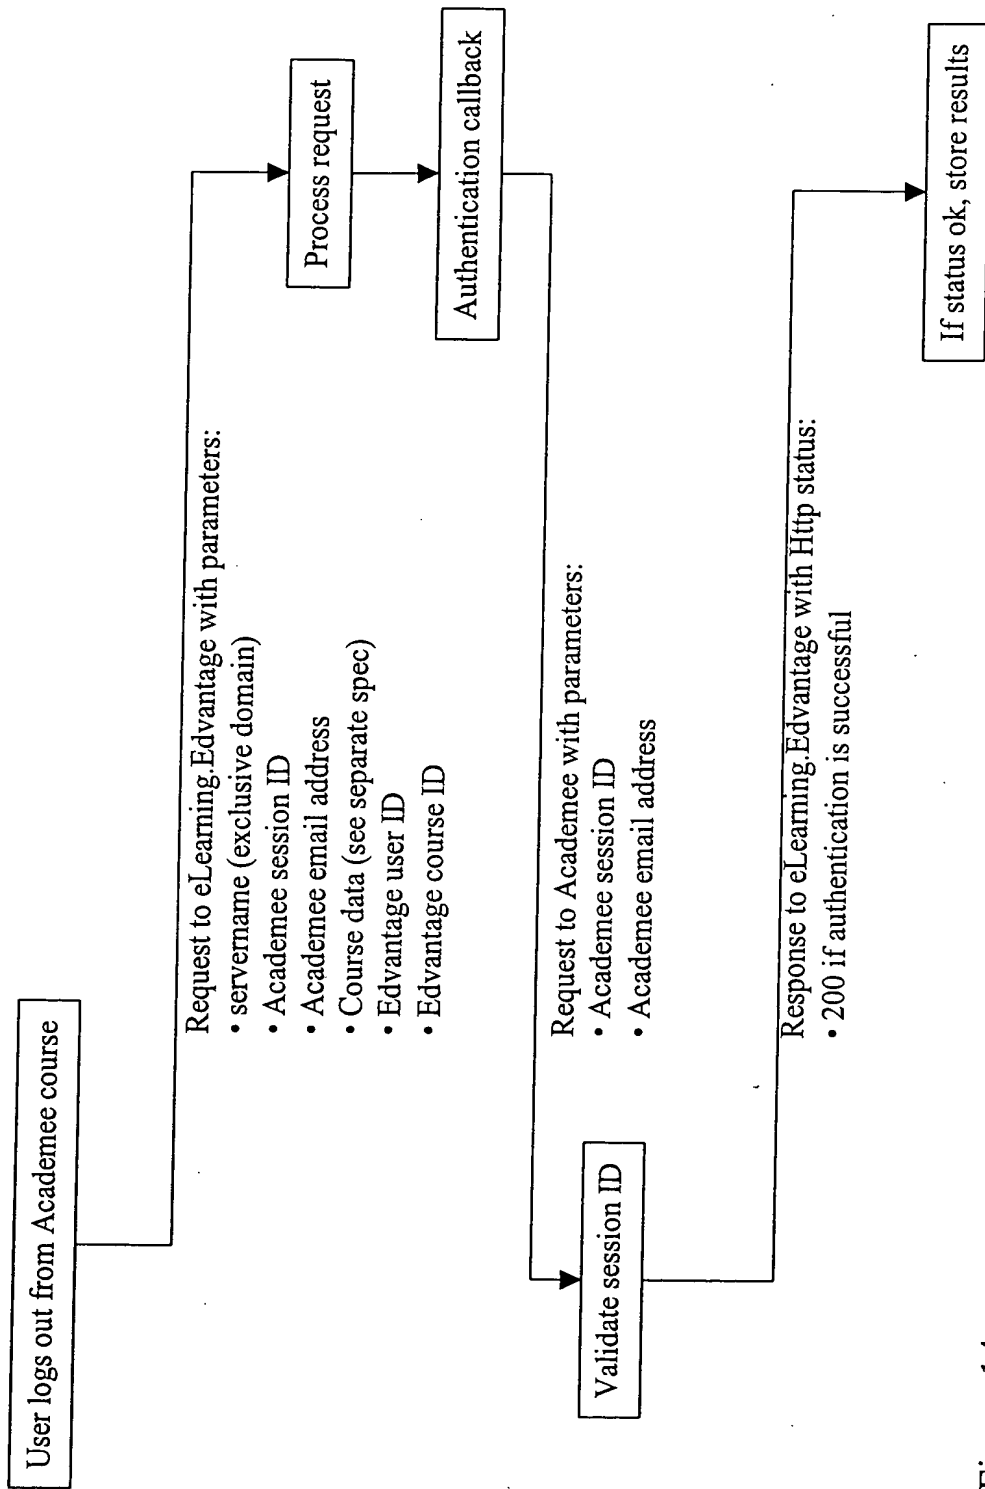 User logs out from Academee course
Request to eLearning.Edvantage with parameters:
• servername (exclusive domain)
• Academee session ID
• Academee email address
• Course data (see separate spec)
• Edvantage user ID
• Edvantage course ID
Process request
Authentication callback
Request to Academee with parameters:
• Academee session ID
• Academee email address
Validate session ID
Response to eLearning.Edvantage with Http status:
• 200 if authentication is successful
If status ok, store results